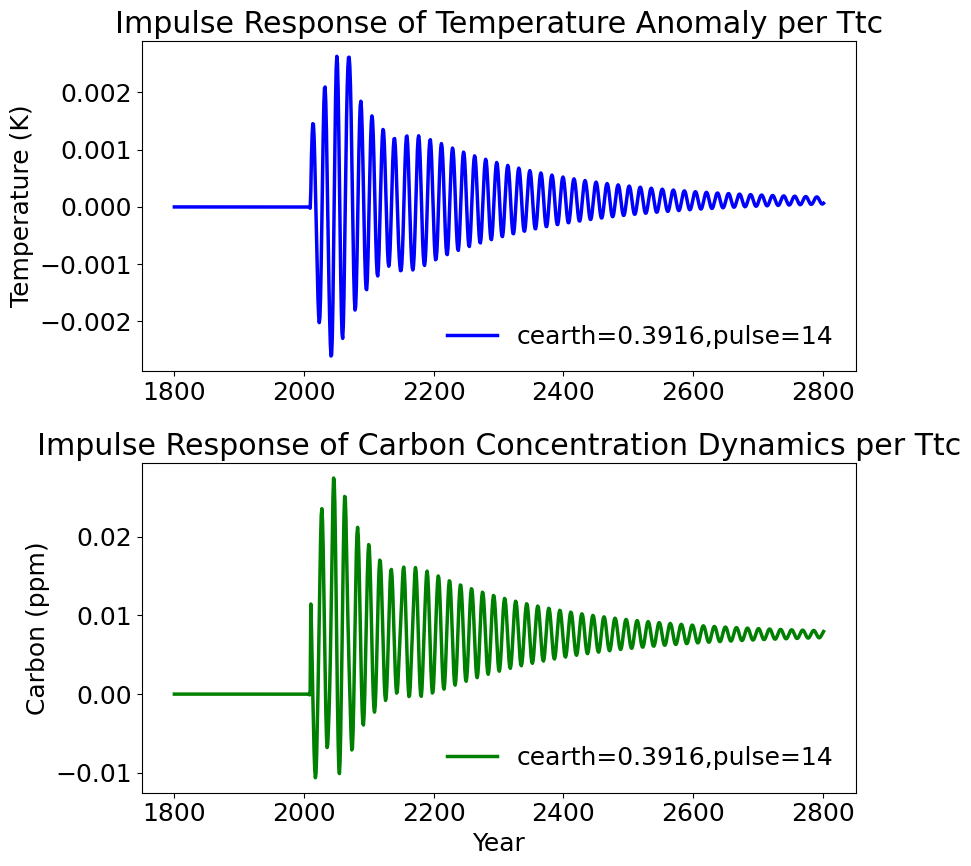 Impulse Response of Temperature Anomaly per Ttc
Temperature (K)
0.002
0.001
0.000
−0.001
−0.002
cearth=0.3916,pulse=14
1800 2000 2200 2400 2600 2800
Impulse Response of Carbon Concentration Dynamics per Ttc
Carbon (ppm)
0.02
0.01
0.00
−0.01
cearth=0.3916,pulse=14
1800 2000 2200 2400 2600 2800
Year